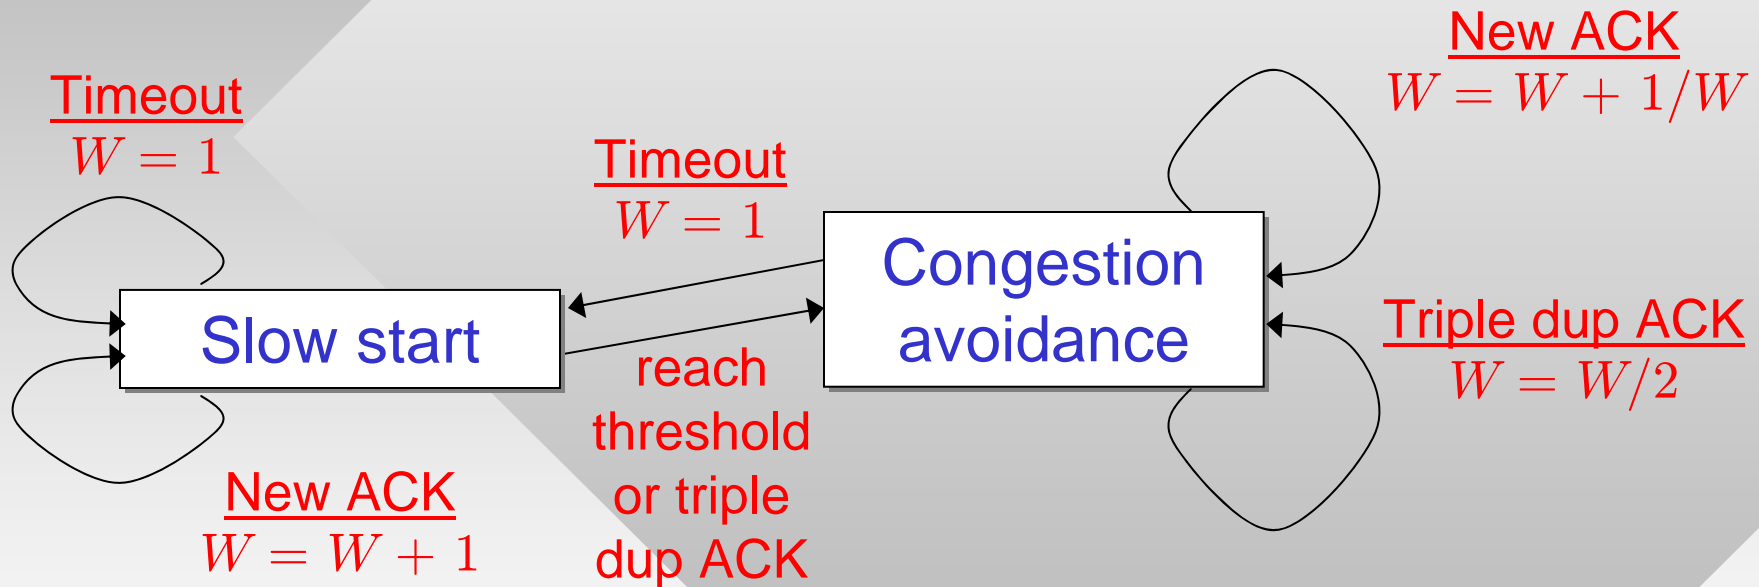 Timeout
W = 1
Slow start
New ACK
W = W + 1
Timeout
W = 1
reach
threshold
or triple
dup ACK
Congestion
avoidance
New ACK
W = W + 1/W
Triple dup ACK
W = W/2